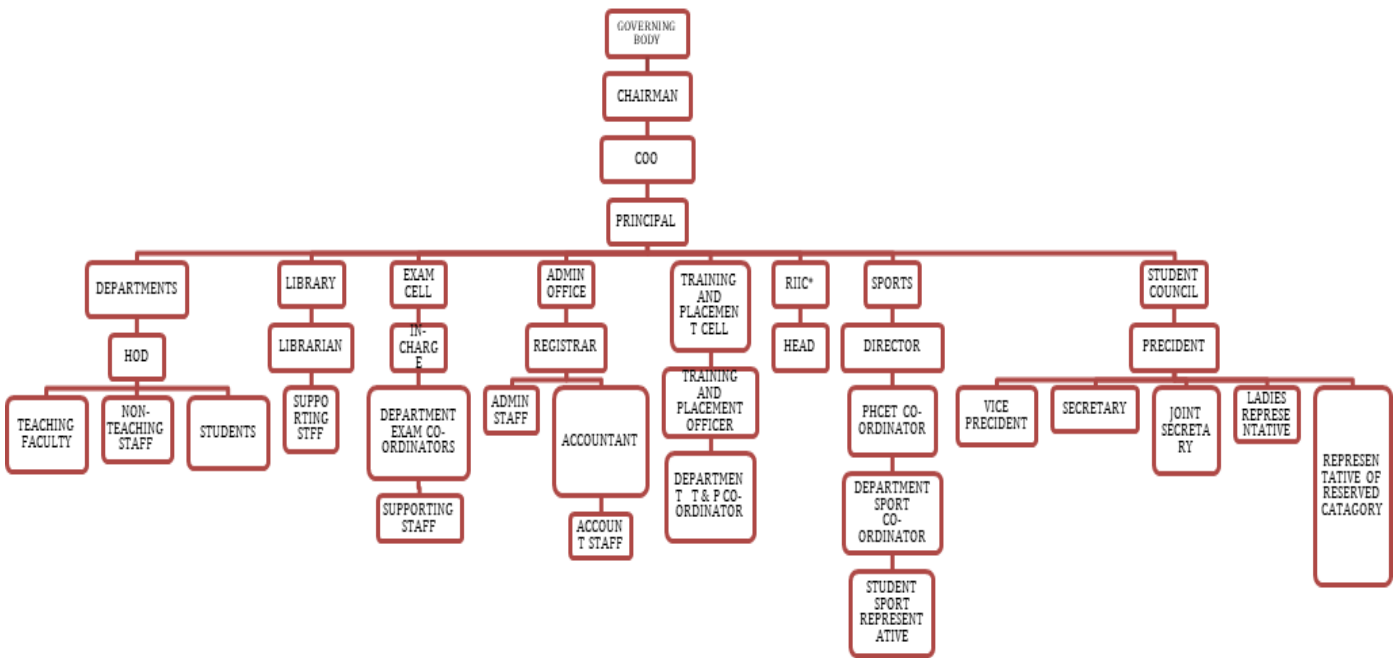 GOVERNING
BODY
CHAIRMAN
COO
PRINCIPAL
DEPARTMENTS
LIBRARY
EXAM
CELL
ADMIN
OFFICE
TRAINING
AND
PLACEMEN
T CELL
RIIC*
SPORTS
STUDENT
COUNCIL
HOD
LIBRARIAN
IN-
CHARG
E
REGISTRAR
TRAINING
AND
PLACEMENT
OFFICER
HEAD
DIRECTOR
PRECIDENT
TEACHING
FACULTY
NON-
TEACHING
STAFF
STUDENTS
SUPPO
RTING
STFF
DEPARTMENT
EXAM CO-
ORDINATORS
SUPPORTING
STAFF
ADMIN
STAFF
ACCOUNTANT
ACCOUN
T STAFF
DEPARTMEN
T T & P CO-
ORDINATOR
PHCET CO-
ORDINATOR
DEPARTMENT
SPORT
CO-
ORDINATOR
STUDENT
SPORT
REPRESENT
ATIVE
VICE
PRECIDENT
SECRETARY
JOINT
SECRETA
RY
LADIES
REPRESE
NTATIVE
REPRESEN
TATIVE OF
RESERVED
CATAGORY